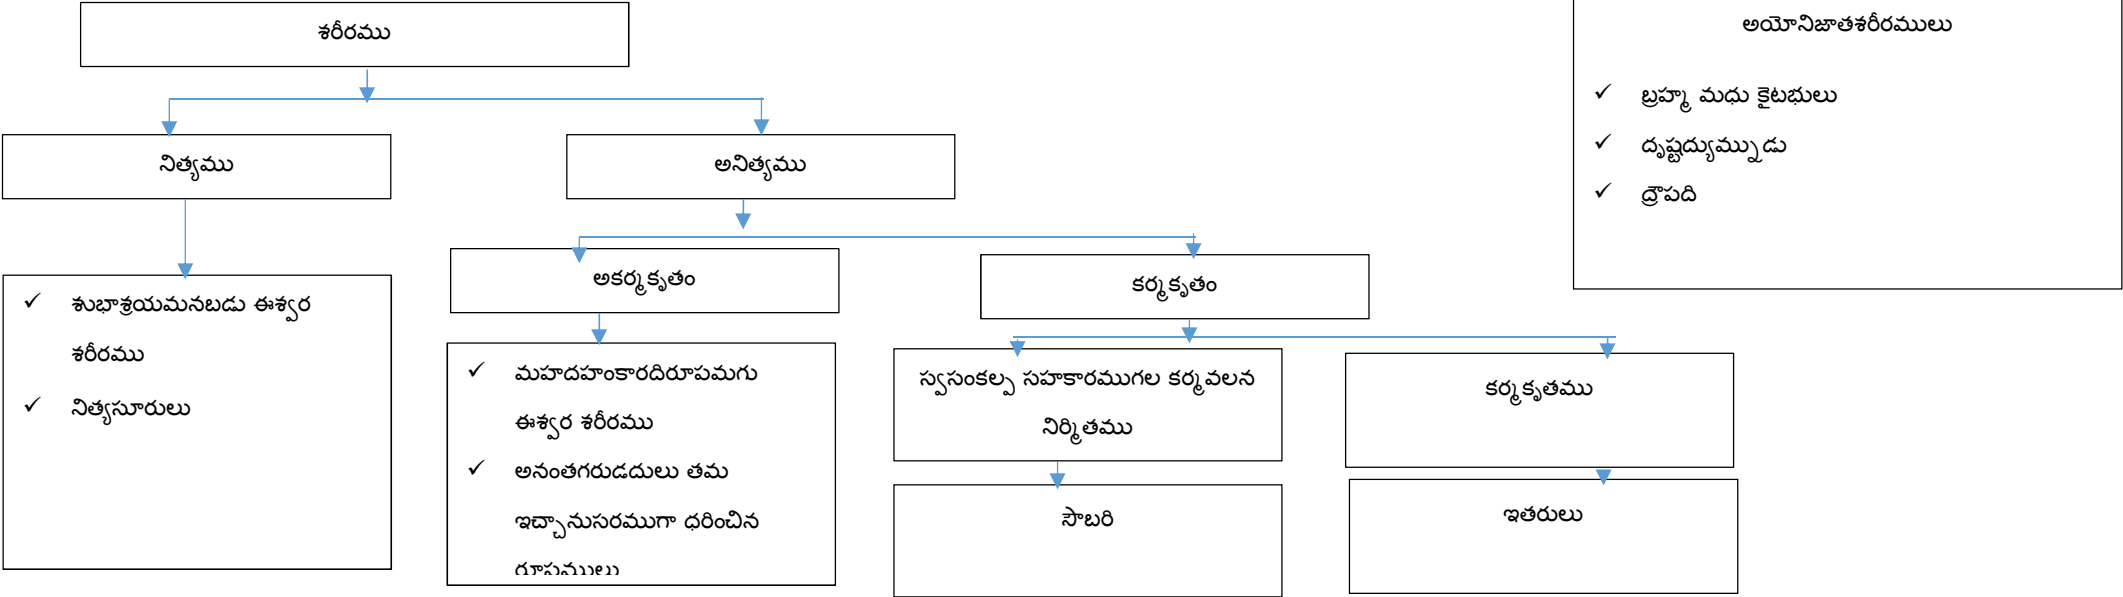 శరీరము
అయోనిజాతశరీరములు
✓ బ్రహ్మ మధు కైటభులు
✓ దృష్టద్యుమ్నుడు
✓ ద్రౌపది
నిత్యము
అనిత్యము
అకర్మకృతం
కర్మకృతం
✓ శుభాశ్రయమనబడు ఈశ్వర
శరీరము
✓ నిత్యసూరులు
✓ మహదహంకారదిరూపమగు
ఈశ్వర శరీరము
✓ అనంతగరుడదులు తమ
ఇచ్చానుసరముగా ధరించిన
రూపములు
స్వసంకల్ప సహకారముగల కర్మవలన
నిర్మితము
కర్మకృతము
సౌబరి
ఇతరులు